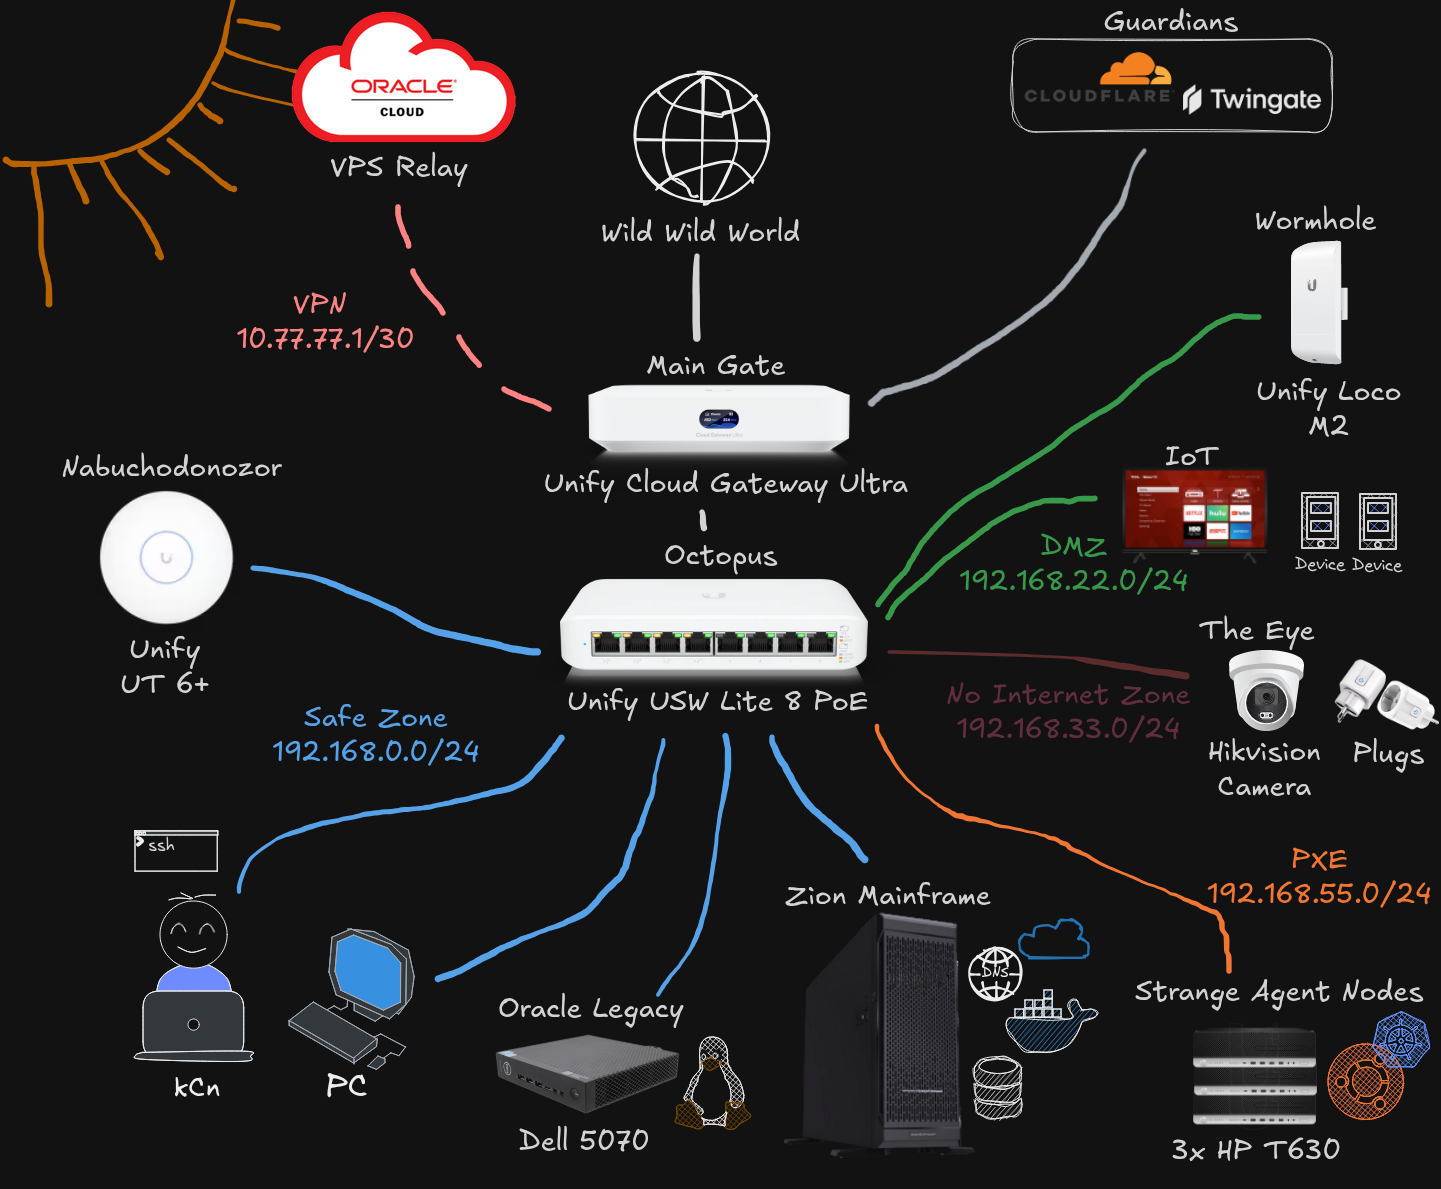 Guardians
ORACLE
CLOUD
CLOUDFLARE
Twingate
VPS Relay
Wild Wild World
Wormhole
VPN
10.77.77.1/30
Main Gate
Unify Loco
M2
Nabuchodonozor
Unify Cloud Gateway Ultra
IoT
Octopus
DMZ
192.168.22.0/24
Device Device
Unify
UT 6+
The Eye
Unify USW Lite 8 PoE
No Internet Zone
192.168.33.0/24
Safe Zone
192.168.0.0/24
Hikvision
Camera
Plugs
ssh
PXE
192.168.55.0/24
Zion Mainframe
DNS
Strange Agent Nodes
Oracle Legacy
kCn
PC
Dell 5070
3x HP T630